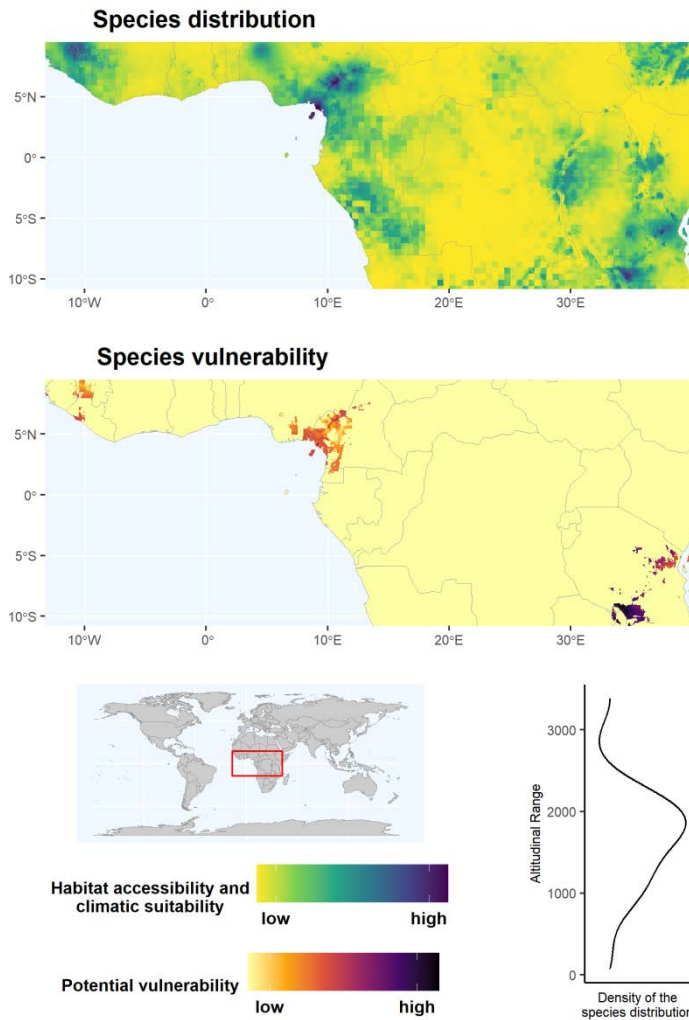 Species distribution
5°N
0°
5°S
10°S
10°W
0°
10°E
20°E
30°E
Species vulnerability
5°N
0°
5°S
10°S
10°W
0°
10°E
20°E
30°E
Habitat accessibility and
climatic suitability
low
high
Potential vulnerability
low
high
Altitudinal Range
3000
2000
1000
0
Density of the
species distribution